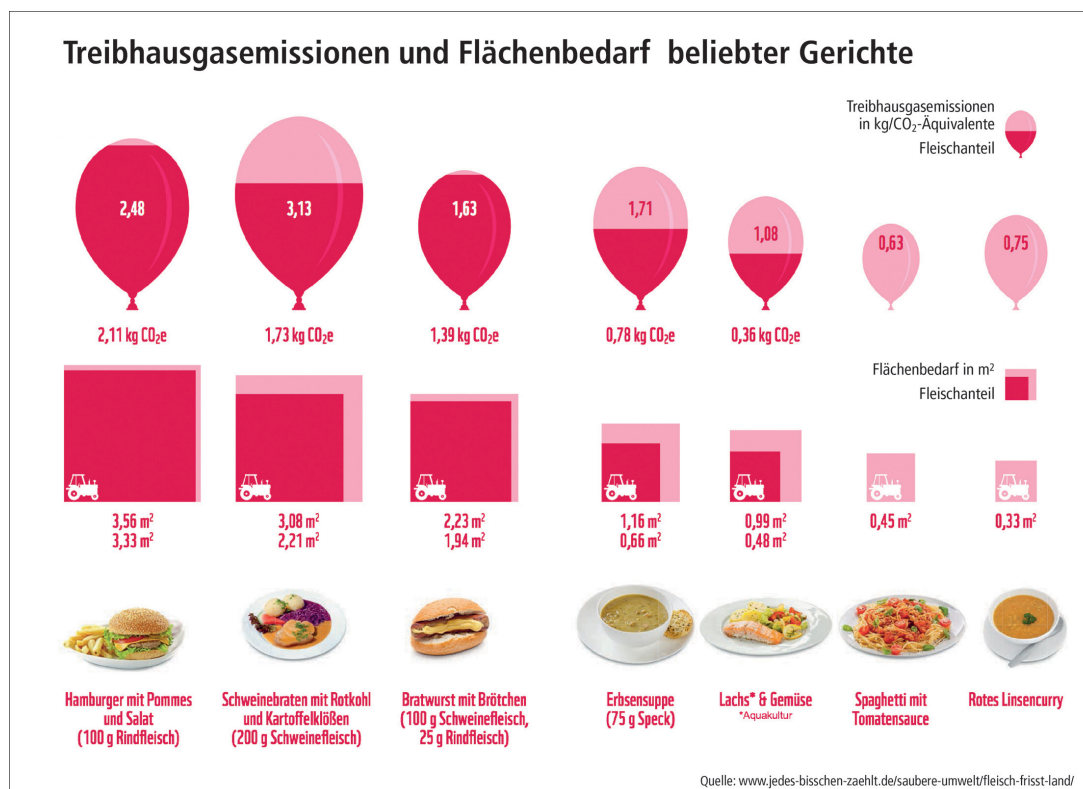 Treibhausgasemissionen und Flächenbedarf beliebter Gerichte
Treibhausgasemissionen
in kg/CO₂-Äquivalente
Fleischanteil
2,48
3,13
1,63
1,71
1,08
0,63
0,75
2,11 kg CO₂e
1,73 kg CO₂e
1,39 kg CO₂e
0,78 kg CO₂e
0,36 kg CO₂e
Flächenbedarf in m²
Fleischanteil
3,56 m²
3,33 m²
3,08 m²
2,21 m²
2,23 m²
1,94 m²
1,16 m²
0,66 m²
0,99 m²
0,48 m²
0,45 m²
0,33 m²
Hamburger mit Pommes
und Salat
(100 g Rindfleisch)
Schweinebraten mit Rotkohl
und Kartoffelklößen
(200 g Schweinefleisch)
Bratwurst mit Brötchen
(100 g Schweinefleisch,
25 g Rindfleisch)
Erbsensuppe
(75 g Speck)
Lachs* & Gemüse
*Aquakultur
Spaghetti mit
Tomatensauce
Rotes Linsencurry
Quelle: www.jedes-bisschen-zaehlt.de/saubere-umwelt/fleisch-frisst-land/